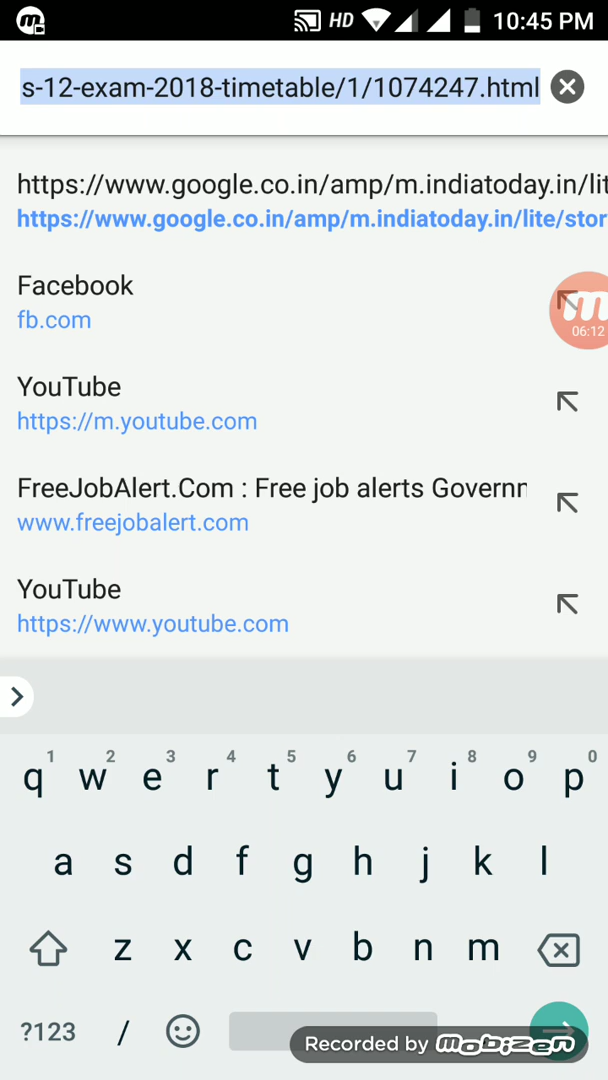 HD 10:45 PM
s-12-exam-2018-timetable/1/1074247.html
https://www.google.co.in/amp/m.indiatoday.in/lit
https://www.google.co.in/amp/m.indiatoday.in/lite/stor
Facebook
fb.com
m
06:12
YouTube
https://m.youtube.com
FreeJobAlert.Com : Free job alerts Govern
www.freejobalert.com
YouTube
https://www.youtube.com
1 2 3 4 5 6 7 8 9 0
q w e r t y u i o p
a s d f g h j k l
z x c v b n m
?123 /
Recorded by mobizen